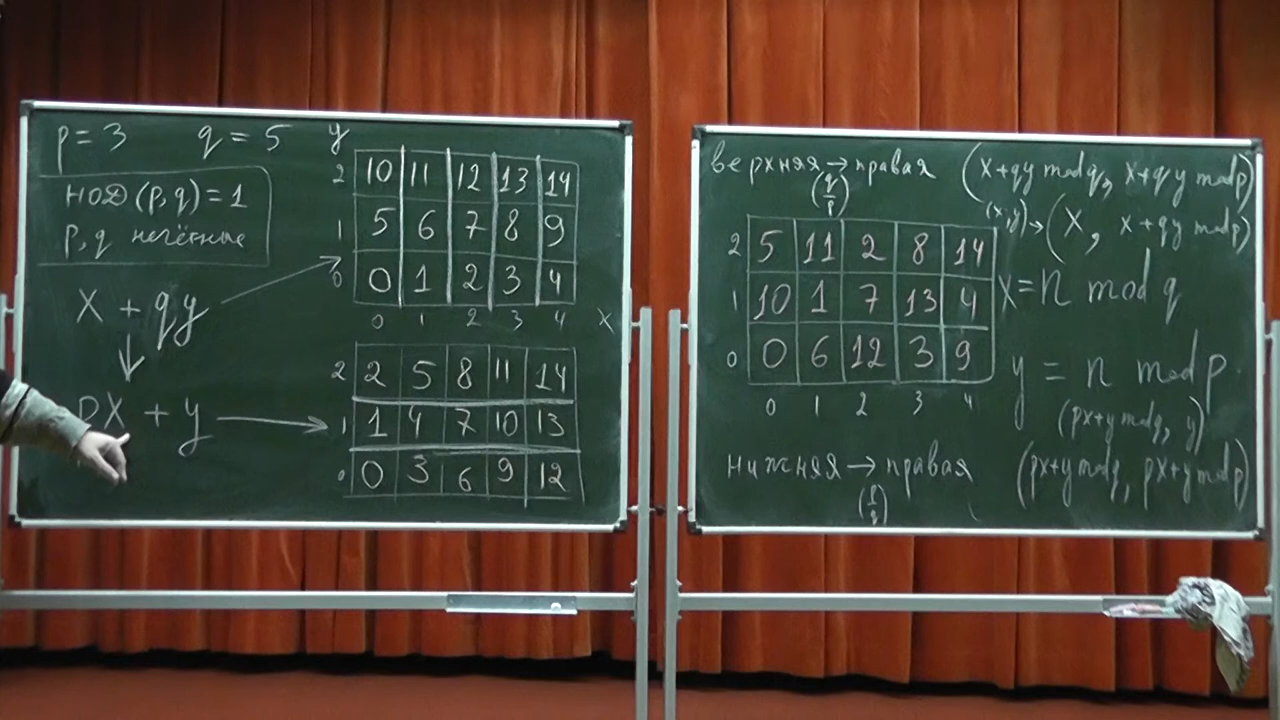 p = 3 q = 5 y
НОД (p, q) = 1
p, q нечётные
x + qy
px + y
2 10 11 12 13 14
1 5 6 7 8 9
0 0 1 2 3 4
0 1 2 3 4 x
2 2 5 8 11 14
1 1 4 7 10 13
0 0 3 6 9 12
верхняя → правая (x+qy mod q, x+qy mod p)
(q/p) (x,y) → (x, x+qy mod p)
2 5 11 2 8 14
1 10 1 7 13 4
0 0 6 12 3 9
0 1 2 3 4
x = n mod q
y = n mod p
(px+y mod q, y)
нижняя → правая (px+y mod q, px+y mod p)
(p/q)